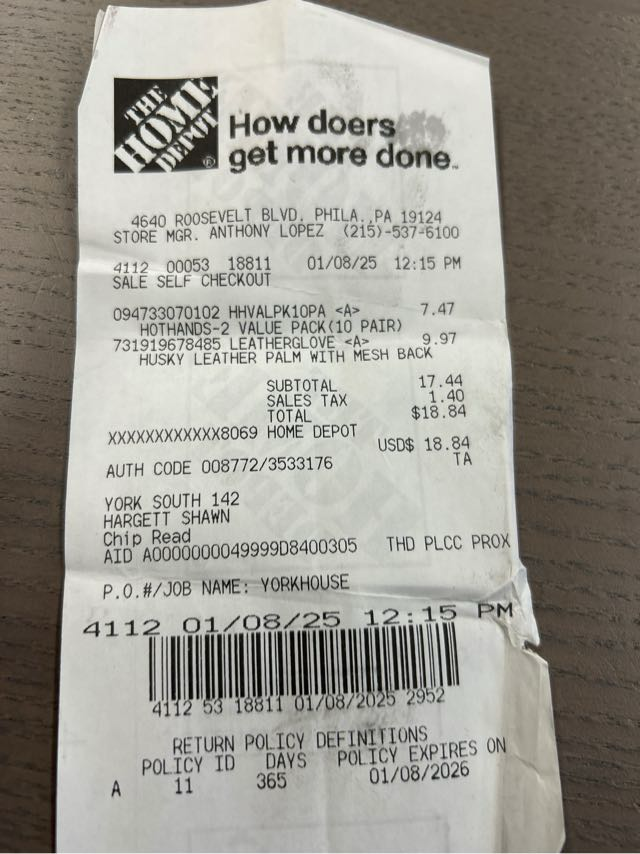 THE
HOME
DEPOT
®
How doers
get more done™
4640 ROOSEVELT BLVD. PHILA., PA 19124
STORE MGR. ANTHONY LOPEZ (215)-537-6100
4112 00053 18811 01/08/25 12:15 PM
SALE SELF CHECKOUT
094733070102 HHVALPK10PA <A> 7.47
HOTHANDS-2 VALUE PACK(10 PAIR)
731919678485 LEATHERGLOVE <A> 9.97
HUSKY LEATHER PALM WITH MESH BACK
SUBTOTAL 17.44
SALES TAX 1.40
TOTAL $18.84
XXXXXXXXXXXX8069 HOME DEPOT
USD$ 18.84
AUTH CODE 008772/3533176 TA
YORK SOUTH 142
HARGETT SHAWN
Chip Read
AID A0000000049999D8400305 THD PLCC PROX
P.O.#/JOB NAME: YORKHOUSE
4112 01/08/25 12:15 PM
4112 53 18811 01/08/2025 2952
RETURN POLICY DEFINITIONS
POLICY ID DAYS POLICY EXPIRES ON
A 11 365 01/08/2026